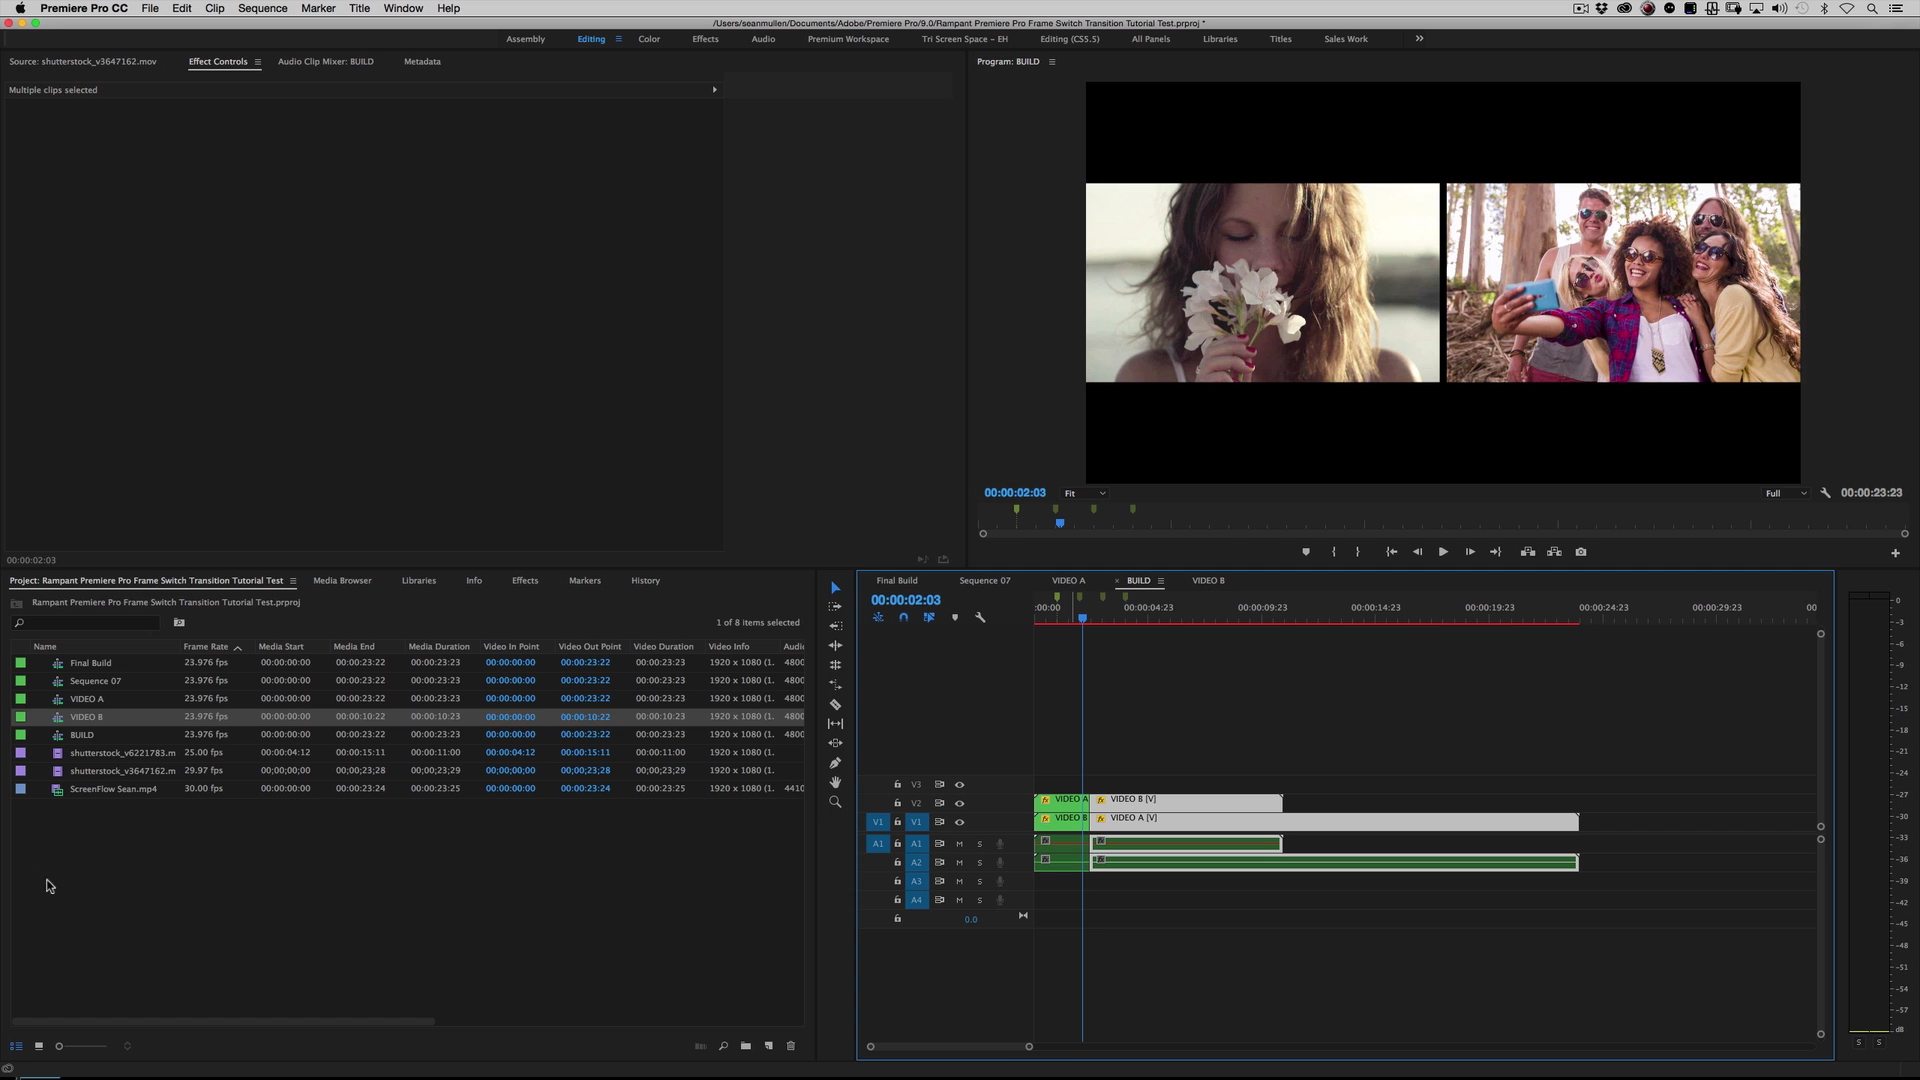 Premiere Pro CC File Edit Clip Sequence Marker Title Window Help
/Users/seanmullen/Documents/Adobe/Premiere Pro/9.0/Rampant Premiere Pro Frame Switch Transition Tutorial Test.prproj *
Assembly Editing Color Effects Audio Premium Workspace Tri Screen Space - EH Editing (CS5.5) All Panels Libraries Titles Sales Work
Source: shutterstock_v3647162.mov Effect Controls Audio Clip Mixer: BUILD Metadata
Program: BUILD
Multiple clips selected
00:00:02:03 Fit Full 00:00:23:23
00:00:02:03
Project: Rampant Premiere Pro Frame Switch Transition Tutorial Test Media Browser Libraries Info Effects Markers History
Rampant Premiere Pro Frame Switch Transition Tutorial Test.prproj
1 of 8 items selected
Name Frame Rate Media Start Media End Media Duration Video In Point Video Out Point Video Duration Video Info Audi
Final Build 23.976 fps 00:00:00:00 00:00:23:22 00:00:23:23 00:00:00:00 00:00:23:22 00:00:23:23 1920 x 1080 (1. 4800
Sequence 07 23.976 fps 00:00:00:00 00:00:23:22 00:00:23:23 00:00:00:00 00:00:23:22 00:00:23:23 1920 x 1080 (1. 4800
VIDEO A 23.976 fps 00:00:00:00 00:00:23:22 00:00:23:23 00:00:00:00 00:00:23:22 00:00:23:23 1920 x 1080 (1. 4800
VIDEO B 23.976 fps 00:00:00:00 00:00:10:22 00:00:10:23 00:00:00:00 00:00:10:22 00:00:10:23 1920 x 1080 (1. 4800
BUILD 23.976 fps 00:00:00:00 00:00:23:22 00:00:23:23 00:00:00:00 00:00:23:22 00:00:23:23 1920 x 1080 (1. 4800
shutterstock_v6221783.m 25.00 fps 00:00:04:12 00:00:15:11 00:00:11:00 00:00:04:12 00:00:15:11 00:00:11:00 1920 x 1080 (1.
shutterstock_v3647162.m 29.97 fps 00;00;00;00 00;00;23;28 00;00;23;29 00;00;00;00 00;00;23;28 00;00;23;29 1920 x 1080 (1.
ScreenFlow Sean.mp4 30.00 fps 00:00:00:00 00:00:23:24 00:00:23:25 00:00:00:00 00:00:23:24 00:00:23:25 1920 x 1080 (1. 4410
Final Build Sequence 07 VIDEO A × BUILD VIDEO B
00:00:02:03
:00:00 00:00:04:23 00:00:09:23 00:00:14:23 00:00:19:23 00:00:24:23 00:00:29:23 00
V3
V2 fx VIDEO A fx VIDEO B [V]
V1 V1 fx VIDEO B fx VIDEO A [V]
A1 A1 M S
A2 M S
A3 M S
A4 M S
0.0
0
-3
-6
-9
-12
-15
-18
-21
-24
-27
-30
-33
-36
-39
-42
-45
-48
-51
-54
-57
dB
S S